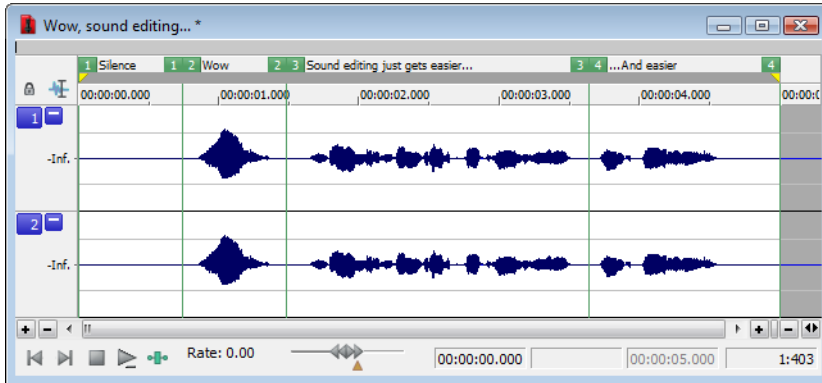 Wow, sound editing... *
1 Silence 1 2 Wow 2 3 Sound editing just gets easier... 3 4 ...And easier 4
00:00:00.000 00:00:01.000 00:00:02.000 00:00:03.000 00:00:04.000 00:00:0
1
-Inf.
2
-Inf.
Rate: 0.00 00:00:00.000 00:00:05.000 1:403